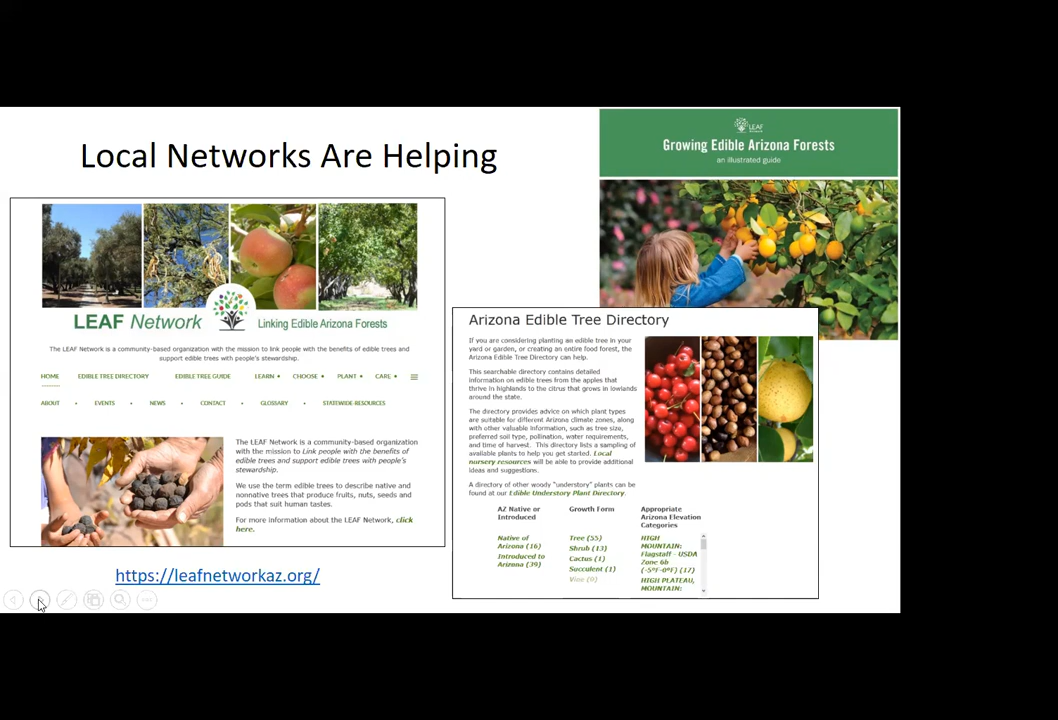 Local Networks Are Helping
LEAF
Growing Edible Arizona Forests
an illustrated guide
LEAF Network
Linking Edible Arizona Forests
The LEAF Network is a community-based organization with the mission to link people with the benefits of edible trees and
support edible trees with people's stewardship.
HOME EDIBLE TREE DIRECTORY EDIBLE TREE GUIDE LEARN CHOOSE PLANT CARE
ABOUT • EVENTS • NEWS • CONTACT • GLOSSARY • STATEWIDE-RESOURCES
The LEAF Network is a community-based organization
with the mission to Link people with the benefits of
edible trees and support edible trees with people's
stewardship.
We use the term edible trees to describe native and
nonnative trees that produce fruits, nuts, seeds and
pods that suit human tastes.
For more information about the LEAF Network, click
here.
https://leafnetworkaz.org/
Arizona Edible Tree Directory
If you are considering planting an edible tree in your
yard or garden, or creating an entire food forest, the
Arizona Edible Tree Directory can help.
This searchable directory contains detailed
information on edible trees from the apples that
thrive in highlands to the citrus that grows in lowlands
around the state.
The directory provides advice on which plant types
are suitable for different Arizona climate zones, along
with other valuable information, such as tree size,
preferred soil type, pollination, water requirements,
and time of harvest. This directory lists a sampling of
available plants to help you get started. Local
nursery resources will be able to provide additional
ideas and suggestions.
A directory of other woody "understory" plants can be
found at our Edible Understory Plant Directory.
AZ Native or
Introduced
Native of
Arizona (16)
Introduced to
Arizona (39)
Growth Form
Tree (55)
Shrub (13)
Cactus (1)
Succulent (1)
Vine (0)
Appropriate
Arizona Elevation
Categories
HIGH
MOUNTAIN:
Flagstaff - USDA
Zone 6b
(-5°F-0°F) (17)
HIGH PLATEAU,
MOUNTAIN: